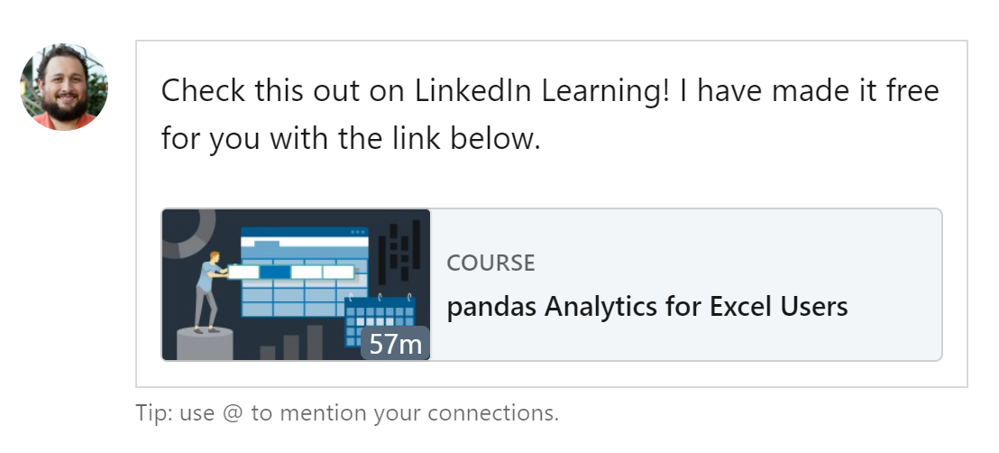 Check this out on LinkedIn Learning! I have made it free
for you with the link below.
COURSE
pandas Analytics for Excel Users
57m
Tip: use @ to mention your connections.